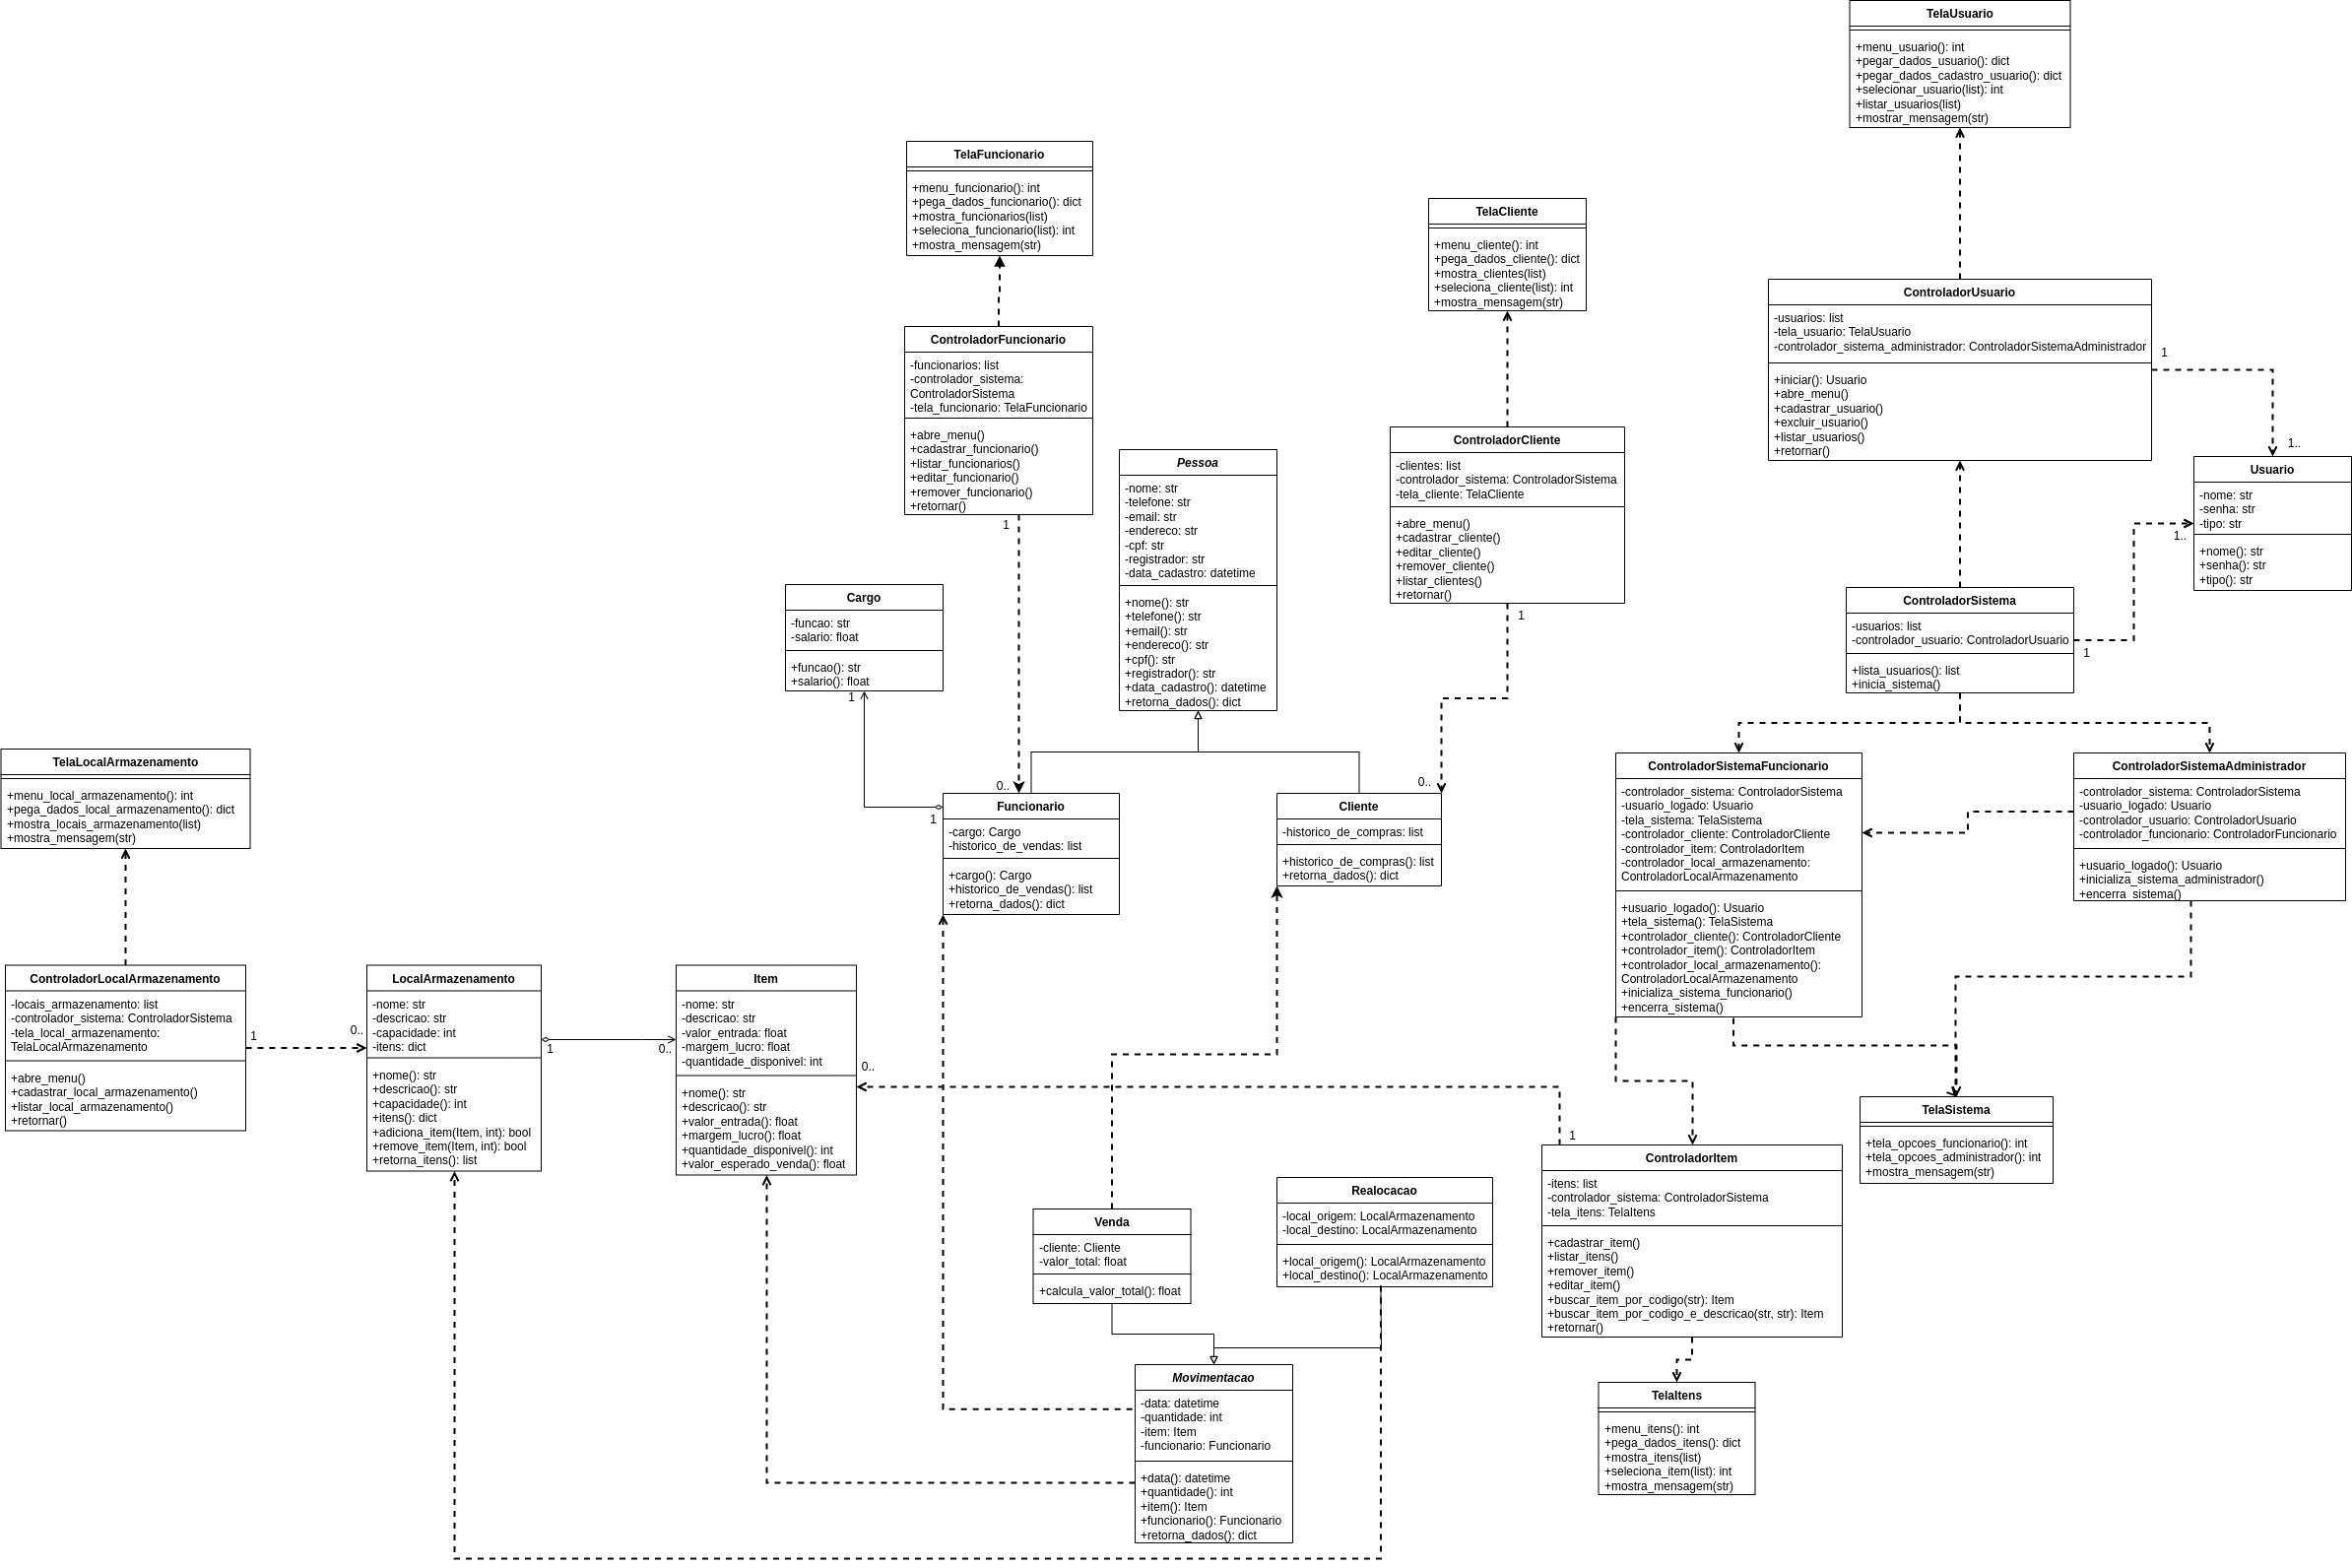 TelaUsuario
+menu_usuario(): int
+pegar_dados_usuario(): dict
+pegar_dados_cadastro_usuario(): dict
+selecionar_usuario(list): int
+listar_usuarios(list)
+mostrar_mensagem(str)
TelaFuncionario
+menu_funcionario(): int
+pega_dados_funcionario(): dict
+mostra_funcionarios(list)
+seleciona_funcionario(list): int
+mostra_mensagem(str)
TelaCliente
+menu_cliente(): int
+pega_dados_cliente(): dict
+mostra_clientes(list)
+seleciona_cliente(list): int
+mostra_mensagem(str)
ControladorUsuario
-usuarios: list
-tela_usuario: TelaUsuario
-controlador_sistema_administrador: ControladorSistemaAdministrador
+iniciar(): Usuario
+abre_menu()
+cadastrar_usuario()
+excluir_usuario()
+listar_usuarios()
+retornar()
1
1..
ControladorFuncionario
-funcionarios: list
-controlador_sistema:
ControladorSistema
-tela_funcionario: TelaFuncionario
+abre_menu()
+cadastrar_funcionario()
+listar_funcionarios()
+editar_funcionario()
+remover_funcionario()
+retornar()
1
0..
Pessoa
-nome: str
-telefone: str
-email: str
-endereco: str
-cpf: str
-registrador: str
-data_cadastro: datetime
+nome(): str
+telefone(): str
+email(): str
+endereco(): str
+cpf(): str
+registrador(): str
+data_cadastro(): datetime
+retorna_dados(): dict
ControladorCliente
-clientes: list
-controlador_sistema: ControladorSistema
-tela_cliente: TelaCliente
+abre_menu()
+cadastrar_cliente()
+editar_cliente()
+remover_cliente()
+listar_clientes()
+retornar()
1
0..
Usuario
-nome: str
-senha: str
-tipo: str
+nome(): str
+senha(): str
+tipo(): str
1..
1
ControladorSistema
-usuarios: list
-controlador_usuario: ControladorUsuario
+lista_usuarios(): list
+inicia_sistema()
Cargo
-funcao: str
-salario: float
+funcao(): str
+salario(): float
1
1
Funcionario
-cargo: Cargo
-historico_de_vendas: list
+cargo(): Cargo
+historico_de_vendas(): list
+retorna_dados(): dict
Cliente
-historico_de_compras: list
+historico_de_compras(): list
+retorna_dados(): dict
ControladorSistemaFuncionario
-controlador_sistema: ControladorSistema
-usuario_logado: Usuario
-tela_sistema: TelaSistema
-controlador_cliente: ControladorCliente
-controlador_item: ControladorItem
-controlador_local_armazenamento:
ControladorLocalArmazenamento
+usuario_logado(): Usuario
+tela_sistema(): TelaSistema
+controlador_cliente(): ControladorCliente
+controlador_item(): ControladorItem
+controlador_local_armazenamento():
ControladorLocalArmazenamento
+inicializa_sistema_funcionario()
+encerra_sistema()
ControladorSistemaAdministrador
-controlador_sistema: ControladorSistema
-usuario_logado: Usuario
-controlador_usuario: ControladorUsuario
-controlador_funcionario: ControladorFuncionario
+usuario_logado(): Usuario
+inicializa_sistema_administrador()
+encerra_sistema()
TelaLocalArmazenamento
+menu_local_armazenamento(): int
+pega_dados_local_armazenamento(): dict
+mostra_locais_armazenamento(list)
+mostra_mensagem(str)
ControladorLocalArmazenamento
-locais_armazenamento: list
-controlador_sistema: ControladorSistema
-tela_local_armazenamento:
TelaLocalArmazenamento
+abre_menu()
+cadastrar_local_armazenamento()
+listar_local_armazenamento()
+retornar()
1
0..
LocalArmazenamento
-nome: str
-descricao: str
-capacidade: int
-itens: dict
+nome(): str
+descricao(): str
+capacidade(): int
+itens(): dict
+adiciona_item(Item, int): bool
+remove_item(Item, int): bool
+retorna_itens(): list
1
0..
Item
-nome: str
-descricao: str
-valor_entrada: float
-margem_lucro: float
-quantidade_disponivel: int
+nome(): str
+descricao(): str
+valor_entrada(): float
+margem_lucro(): float
+quantidade_disponivel(): int
+valor_esperado_venda(): float
0..
1
TelaSistema
+tela_opcoes_funcionario(): int
+tela_opcoes_administrador(): int
+mostra_mensagem(str)
ControladorItem
-itens: list
-controlador_sistema: ControladorSistema
-tela_itens: TelaItens
+cadastrar_item()
+listar_itens()
+remover_item()
+editar_item()
+buscar_item_por_codigo(str): Item
+buscar_item_por_codigo_e_descricao(str, str): Item
+retornar()
Venda
-cliente: Cliente
-valor_total: float
+calcula_valor_total(): float
Realocacao
-local_origem: LocalArmazenamento
-local_destino: LocalArmazenamento
+local_origem(): LocalArmazenamento
+local_destino(): LocalArmazenamento
Movimentacao
-data: datetime
-quantidade: int
-item: Item
-funcionario: Funcionario
+data(): datetime
+quantidade(): int
+item(): Item
+funcionario(): Funcionario
+retorna_dados(): dict
TelaItens
+menu_itens(): int
+pega_dados_itens(): dict
+mostra_itens(list)
+seleciona_item(list): int
+mostra_mensagem(str)